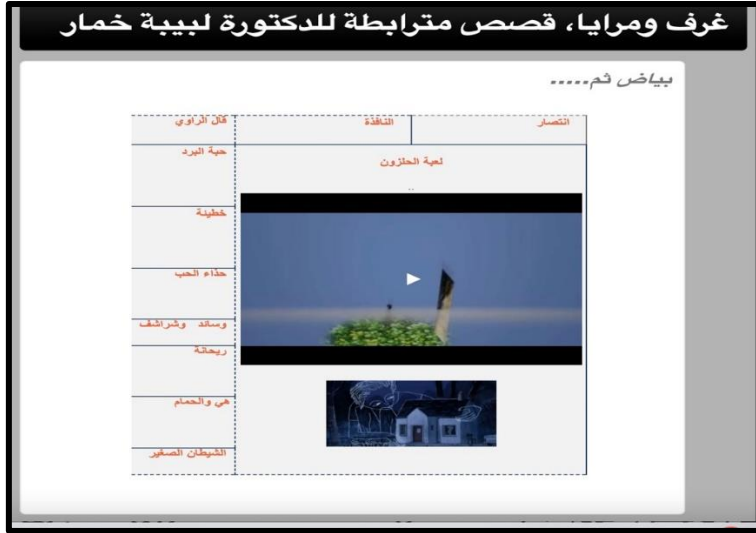 غرف ومرايا، قصص مترابطة للدكتورة لبيبة خمار
بياض ثم.....
انتصار
النافذة
قال الراوي
حبة البرد
لعبة الحلزون
..
خطيئة
حذاء الحب
وسائد وشراشف
ريحانة
هي والحمام
الشيطان الصغير